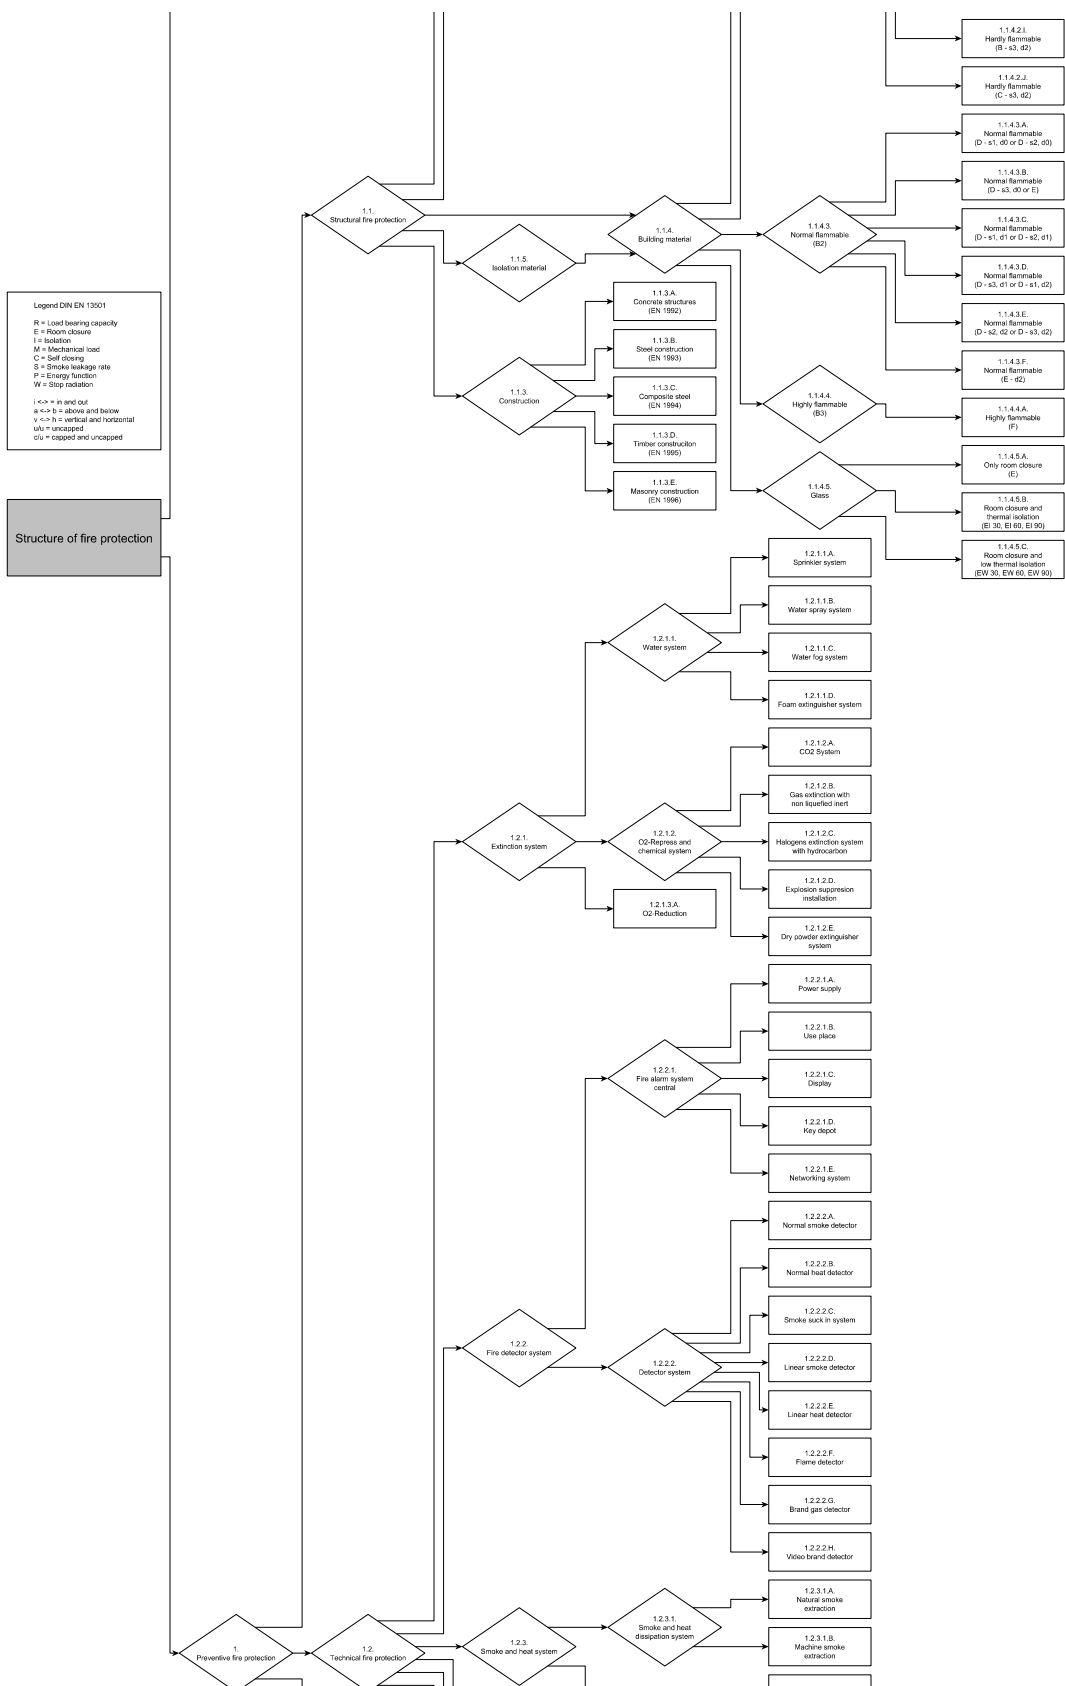 1.1.4.2.I.
Hardly flammable
(B - s3, d2)
1.1.4.2.J.
Hardly flammable
(C - s3, d2)
1.1.4.3.A.
Normal flammable
(D - s1, d0 or D - s2, d0)
1.1.4.3.B.
Normal flammable
(D - s3, d0 or E)
1.1.
Structural fire protection
1.1.4.
Building material
1.1.4.3.
Normal flammable
(B2)
1.1.4.3.C.
Normal flammable
(D - s1, d1 or D - s2, d1)
1.1.5.
Isolation material
1.1.4.3.D.
Normal flammable
(D - s3, d1 or D - s1, d2)
Legend DIN EN 13501
R = Load bearing capacity
E = Room closure
I = Isolation
M = Mechanical load
C = Self closing
S = Smoke leakage rate
P = Energy function
W = Stop radiation
i <-> = in and out
a <-> b = above and below
v <-> h = vertical and horizontal
u/u = uncapped
c/u = capped and uncapped
1.1.3.A.
Concrete structures
(EN 1992)
1.1.4.3.E.
Normal flammable
(D - s2, d2 or D - s3, d2)
1.1.3.B.
Steel construction
(EN 1993)
1.1.4.3.F.
Normal flammable
(E - d2)
1.1.3.
Construction
1.1.3.C.
Composite steel
(EN 1994)
1.1.4.4.
Highly flammable
(B3)
1.1.4.4.A.
Highly flammable
(F)
1.1.3.D.
Timber construciton
(EN 1995)
1.1.4.5.A.
Only room closure
(E)
1.1.3.E.
Masonry construction
(EN 1996)
1.1.4.5.
Glass
1.1.4.5.B.
Room closure and
thermal isolation
(EI 30, EI 60, EI 90)
Structure of fire protection
1.1.4.5.C.
Room closure and
low thermal isolation
(EW 30, EW 60, EW 90)
1.2.1.1.A.
Sprinkler system
1.2.1.1.B.
Water spray system
1.2.1.1.
Water system
1.2.1.1.C.
Water fog system
1.2.1.1.D.
Foam extinguisher system
1.2.1.2.A.
CO2 System
1.2.1.2.B.
Gas extinction with
non liquefied inert
1.2.1.
Extinction system
1.2.1.2.
O2-Repress and
chemical system
1.2.1.2.C.
Halogens extinction system
with hydrocarbon
1.2.1.2.D.
Explosion suppresion
installation
1.2.1.3.A.
O2-Reduction
1.2.1.2.E.
Dry powder extinguisher
system
1.2.2.1.A.
Power supply
1.2.2.1.B.
Use place
1.2.2.1.
Fire alarm system
central
1.2.2.1.C.
Display
1.2.2.1.D.
Key depot
1.2.2.1.E.
Networking system
1.2.2.2.A.
Normal smoke detector
1.2.2.2.B.
Normal heat detector
1.2.2.2.C.
Smoke suck in system
1.2.2.
Fire detector system
1.2.2.2.
Detector system
1.2.2.2.D.
Linear smoke detector
1.2.2.2.E.
Linear heat detector
1.2.2.2.F.
Flame detector
1.2.2.2.G.
Brand gas detector
1.2.2.2.H.
Video brand detector
1.2.3.1.A.
Natural smoke
extraction
1.2.3.1.
Smoke and heat
dissipation system
1.
Preventive fire protection
1.2.
Technical fire protection
1.2.3.
Smoke and heat system
1.2.3.1.B.
Machine smoke
extraction